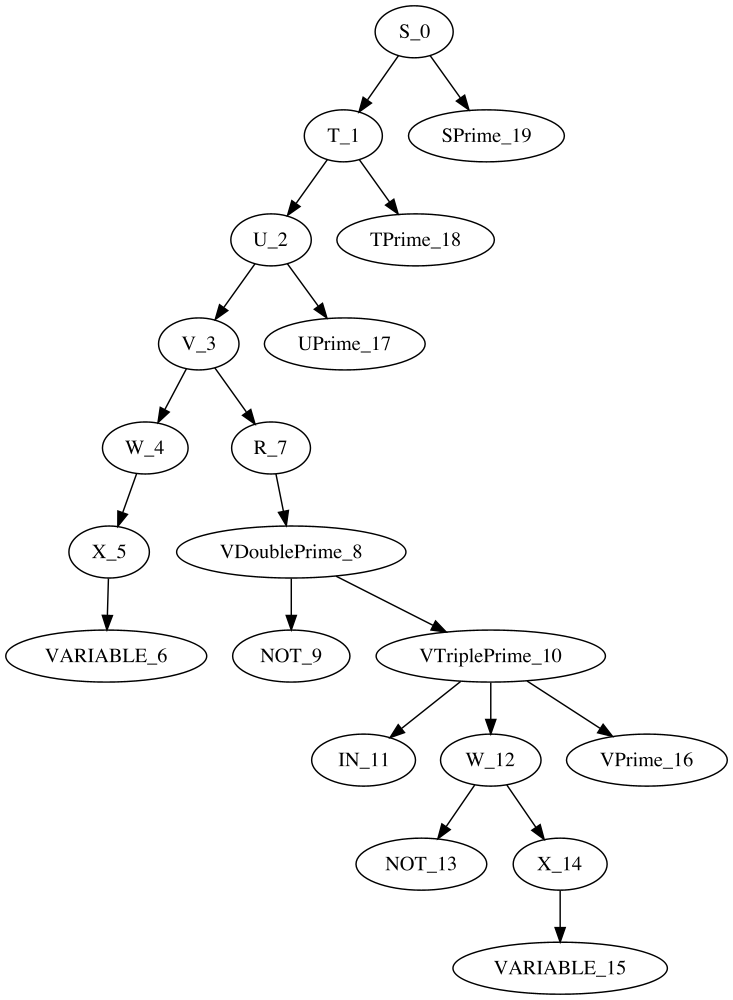 S_0
T_1
SPrime_19
U_2
TPrime_18
V_3
UPrime_17
W_4
R_7
X_5
VDoublePrime_8
VARIABLE_6
NOT_9
VTriplePrime_10
IN_11
W_12
VPrime_16
NOT_13
X_14
VARIABLE_15